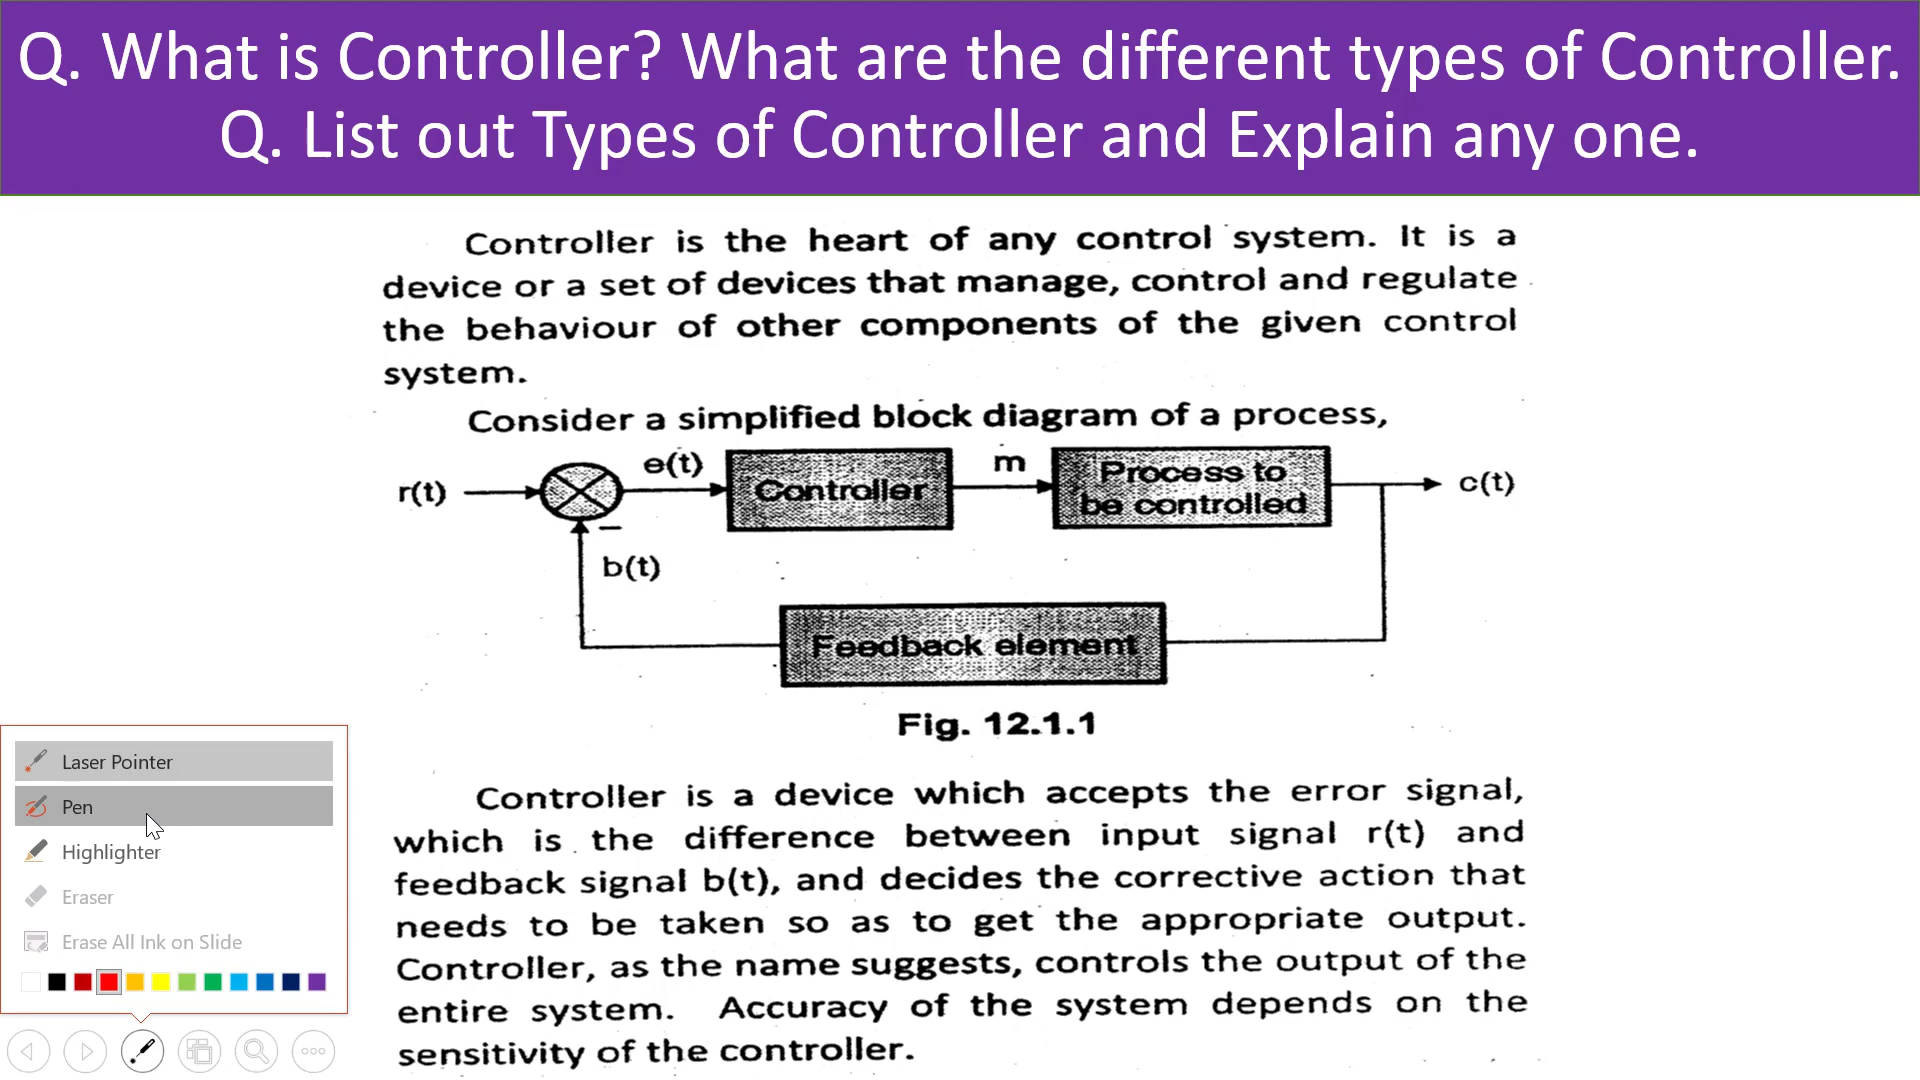 Q. What is Controller? What are the different types of Controller.
Q. List out Types of Controller and Explain any one.
Controller is the heart of any control system. It is a
device or a set of devices that manage, control and regulate
the behaviour of other components of the given control
system.
Consider a simplified block diagram of a process,
r(t)
e(t)
Controller
m
Process to
be controlled
c(t)
−
b(t)
Feedback element
Fig. 12.1.1
Controller is a device which accepts the error signal,
which is the difference between input signal r(t) and
feedback signal b(t), and decides the corrective action that
needs to be taken so as to get the appropriate output.
Controller, as the name suggests, controls the output of the
entire system. Accuracy of the system depends on the
sensitivity of the controller.
Laser Pointer
Pen
Highlighter
Eraser
Erase All Ink on Slide